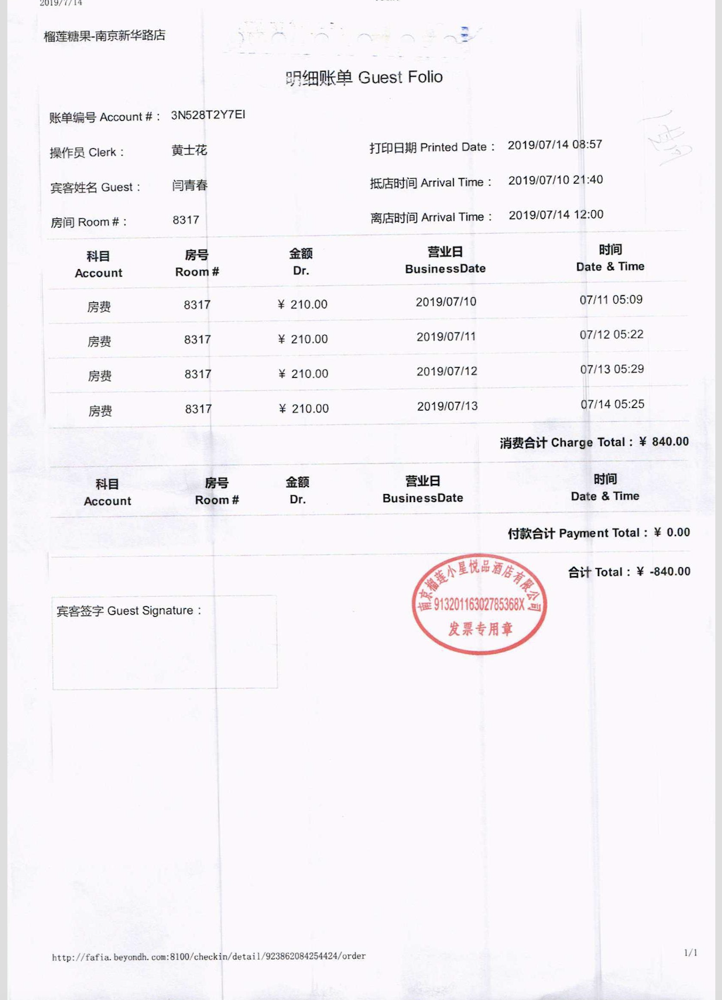 2019/7/14
榴莲糖果-南京新华路店
明细账单 Guest Folio
账单编号 Account #： 3N528T2Y7EI
操作员 Clerk： 黄士花 打印日期 Printed Date： 2019/07/14 08:57
宾客姓名 Guest： 闫青春 抵店时间 Arrival Time： 2019/07/10 21:40
房间 Room #： 8317 离店时间 Arrival Time： 2019/07/14 12:00
科目 房号 金额 营业日 时间
Account Room # Dr. BusinessDate Date & Time
房费 8317 ¥ 210.00 2019/07/10 07/11 05:09
房费 8317 ¥ 210.00 2019/07/11 07/12 05:22
房费 8317 ¥ 210.00 2019/07/12 07/13 05:29
房费 8317 ¥ 210.00 2019/07/13 07/14 05:25
消费合计 Charge Total：¥ 840.00
科目 房号 金额 营业日 时间
Account Room # Dr. BusinessDate Date & Time
付款合计 Payment Total：¥ 0.00
合计 Total：¥ -840.00
南京榴莲小星悦品酒店有限公司
91320116302785368X
发票专用章
宾客签字 Guest Signature：
http://fafia.beyondh.com:8100/checkin/detail/923862084254424/order
1/1